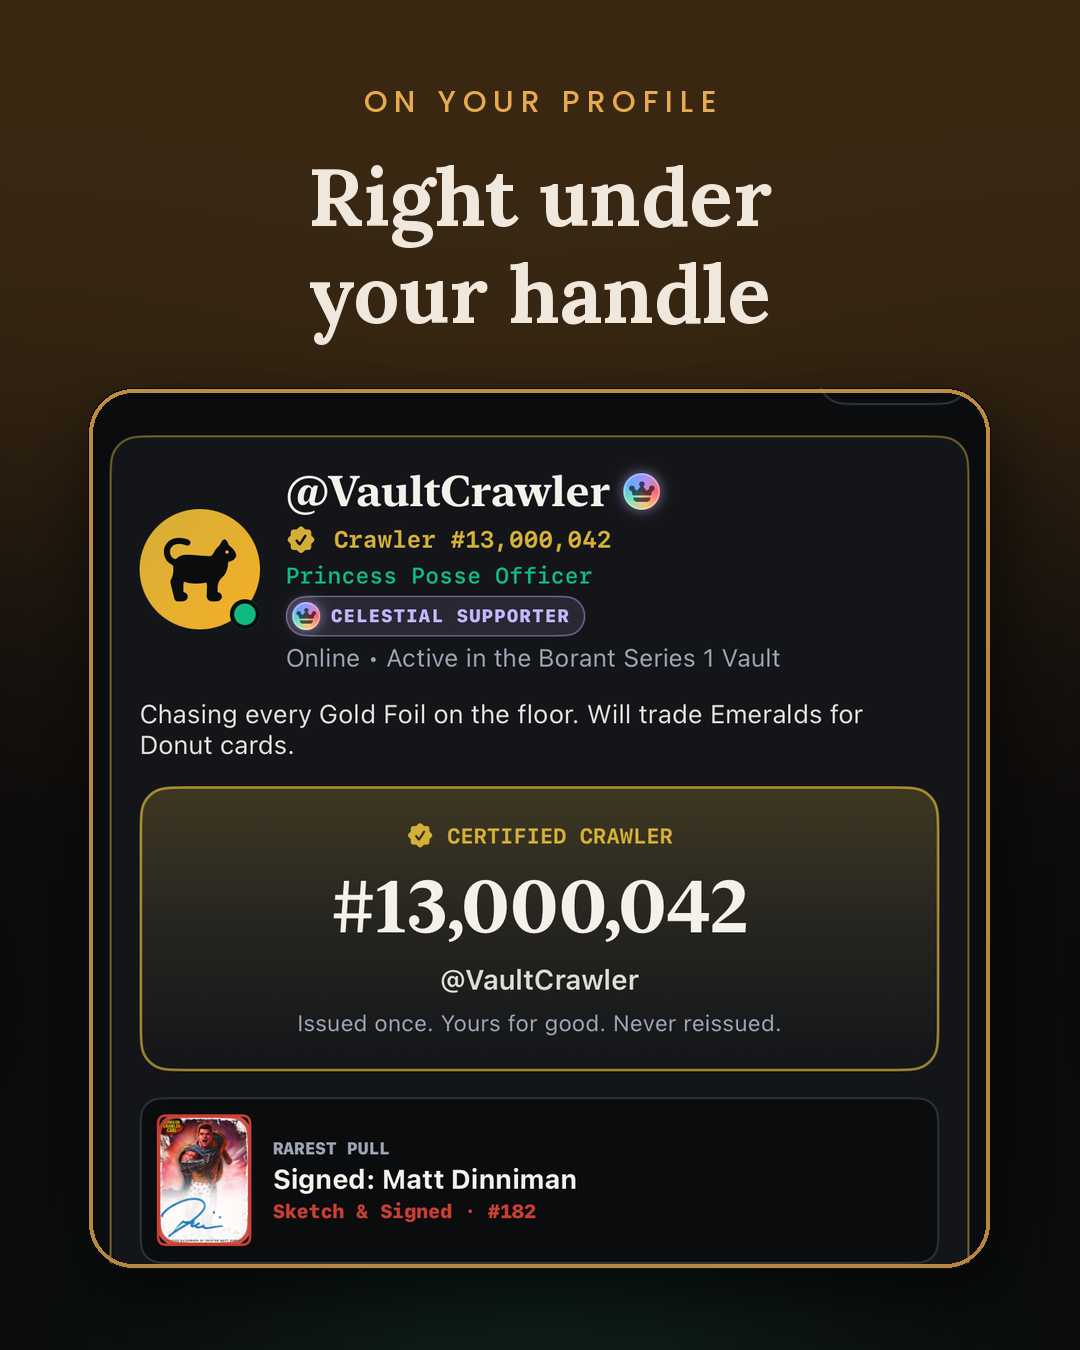 ON YOUR PROFILE
Right under
your handle
@VaultCrawler
Crawler #13,000,042
Princess Posse Officer
CELESTIAL SUPPORTER
Online • Active in the Borant Series 1 Vault
Chasing every Gold Foil on the floor. Will trade Emeralds for
Donut cards.
CERTIFIED CRAWLER
#13,000,042
@VaultCrawler
Issued once. Yours for good. Never reissued.
RAREST PULL
Signed: Matt Dinniman
Sketch & Signed · #182